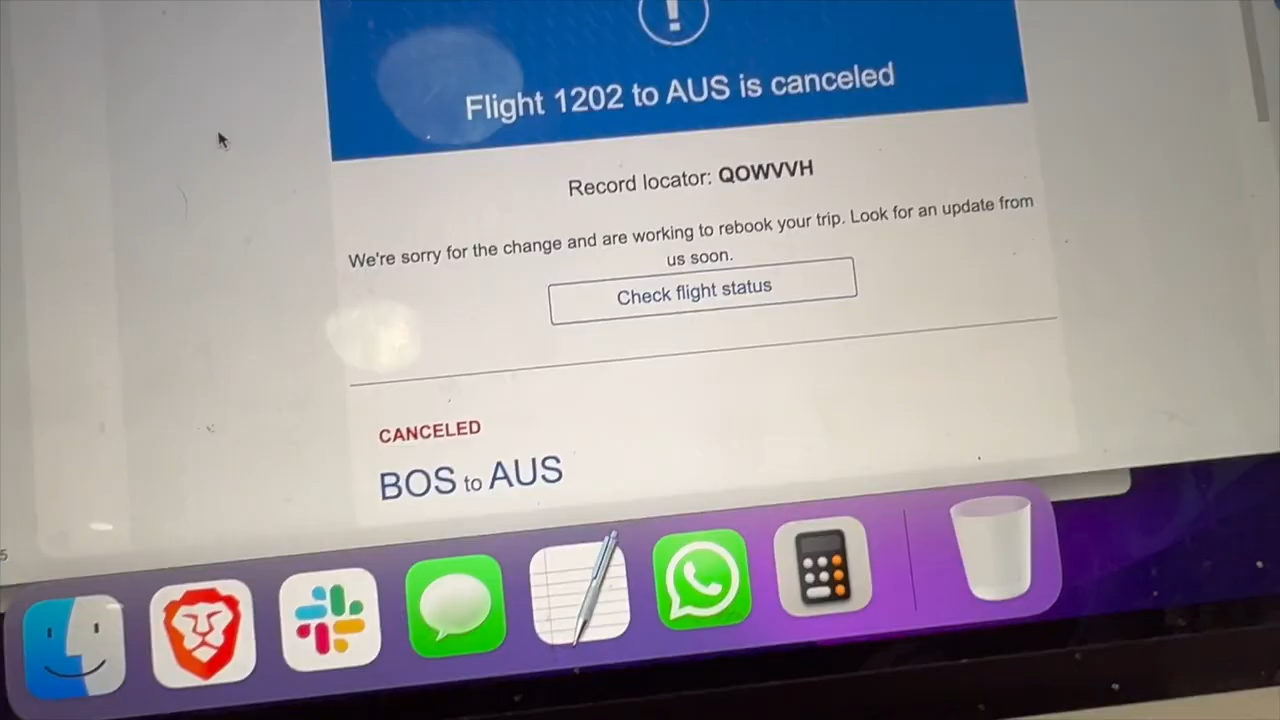 Flight 1202 to AUS is canceled
Record locator: QOWVVH
We're sorry for the change and are working to rebook your trip. Look for an update from
us soon.
Check flight status
CANCELED
BOS to AUS
5